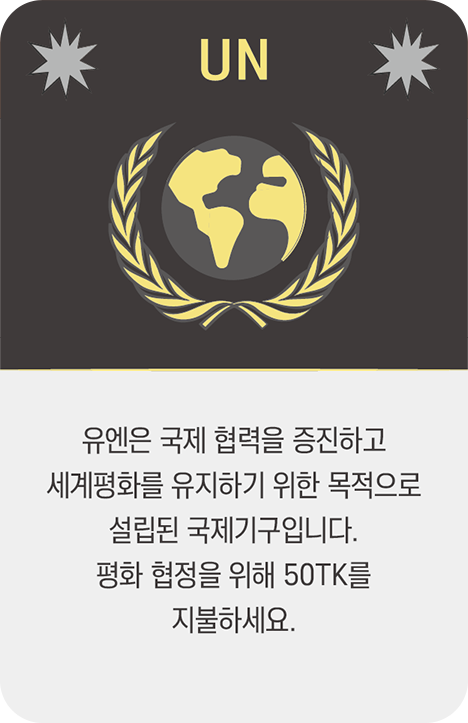 UN
유엔은 국제 협력을 증진하고
세계평화를 유지하기 위한 목적으로
설립된 국제기구입니다.
평화 협정을 위해 50TK를
지불하세요.